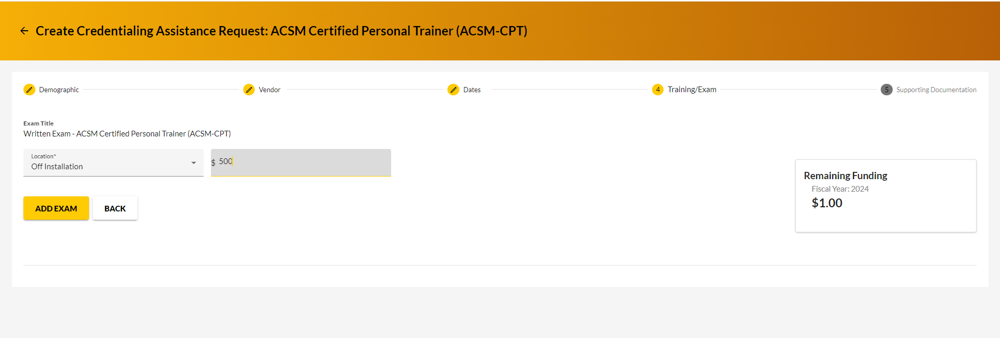 Create Credentialing Assistance Request: ACSM Certified Personal Trainer (ACSM-CPT)
Demographic
Vendor
Dates
4 Training/Exam
5 Supporting Documentation
Exam Title
Written Exam - ACSM Certified Personal Trainer (ACSM-CPT)
Location*
Off Installation
$ 500
Remaining Funding
Fiscal Year: 2024
$1.00
ADD EXAM
BACK